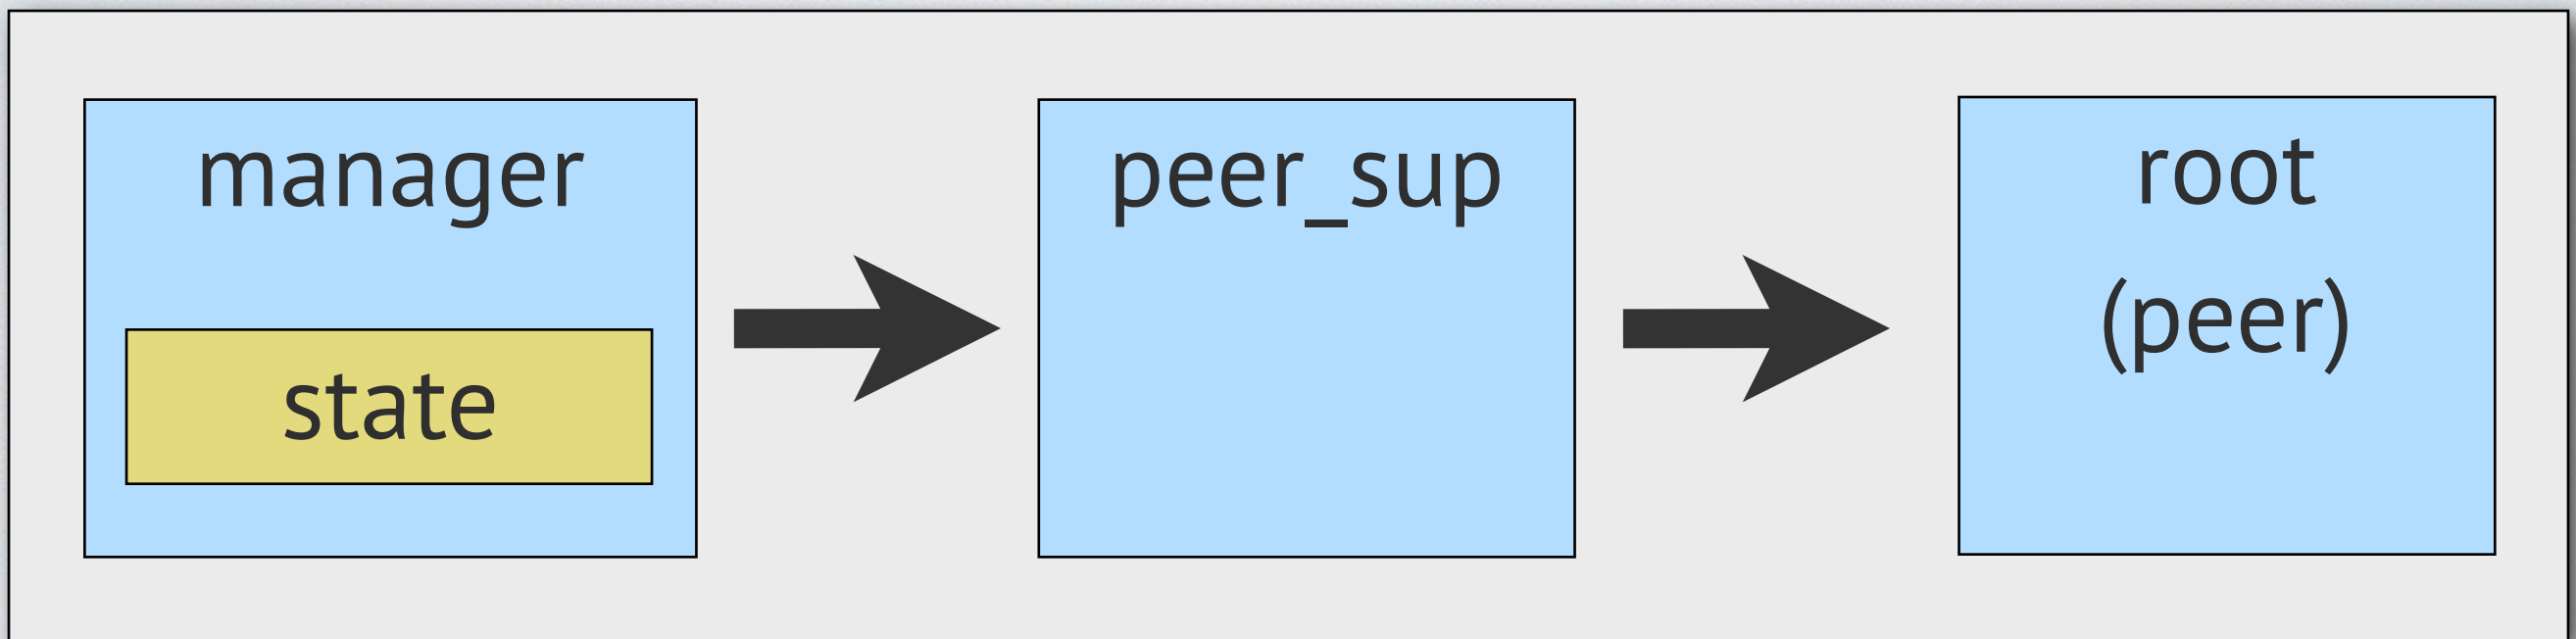 manager
state
peer_sup
root
(peer)